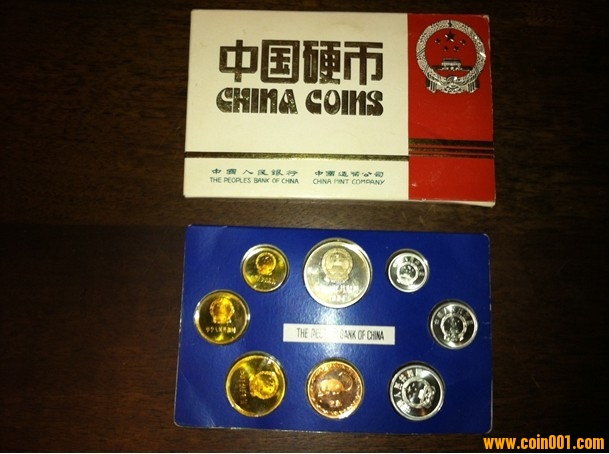 中国硬币
CHINA COINS
中國人民銀行 中國造幣公司
THE PEOPLES BANK OF CHINA CHINA MINT COMPANY
THE PEOPLE'S BANK OF CHINA
www.coin001.com